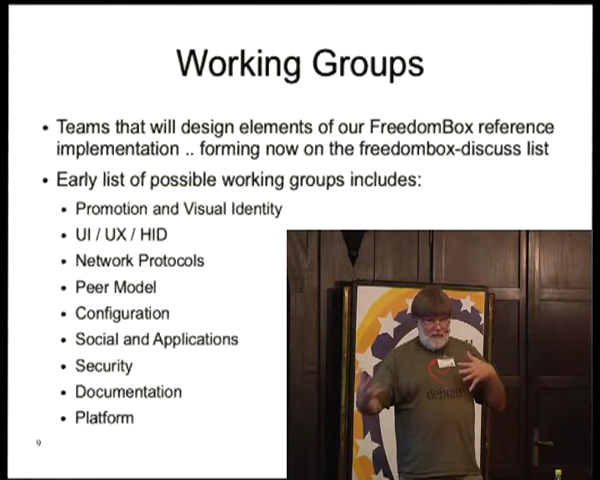 Working Groups
• Teams that will design elements of our FreedomBox reference
implementation .. forming now on the freedombox-discuss list
• Early list of possible working groups includes:
• Promotion and Visual Identity
• UI / UX / HID
• Network Protocols
• Peer Model
• Configuration
• Social and Applications
• Security
• Documentation
• Platform
9
debian